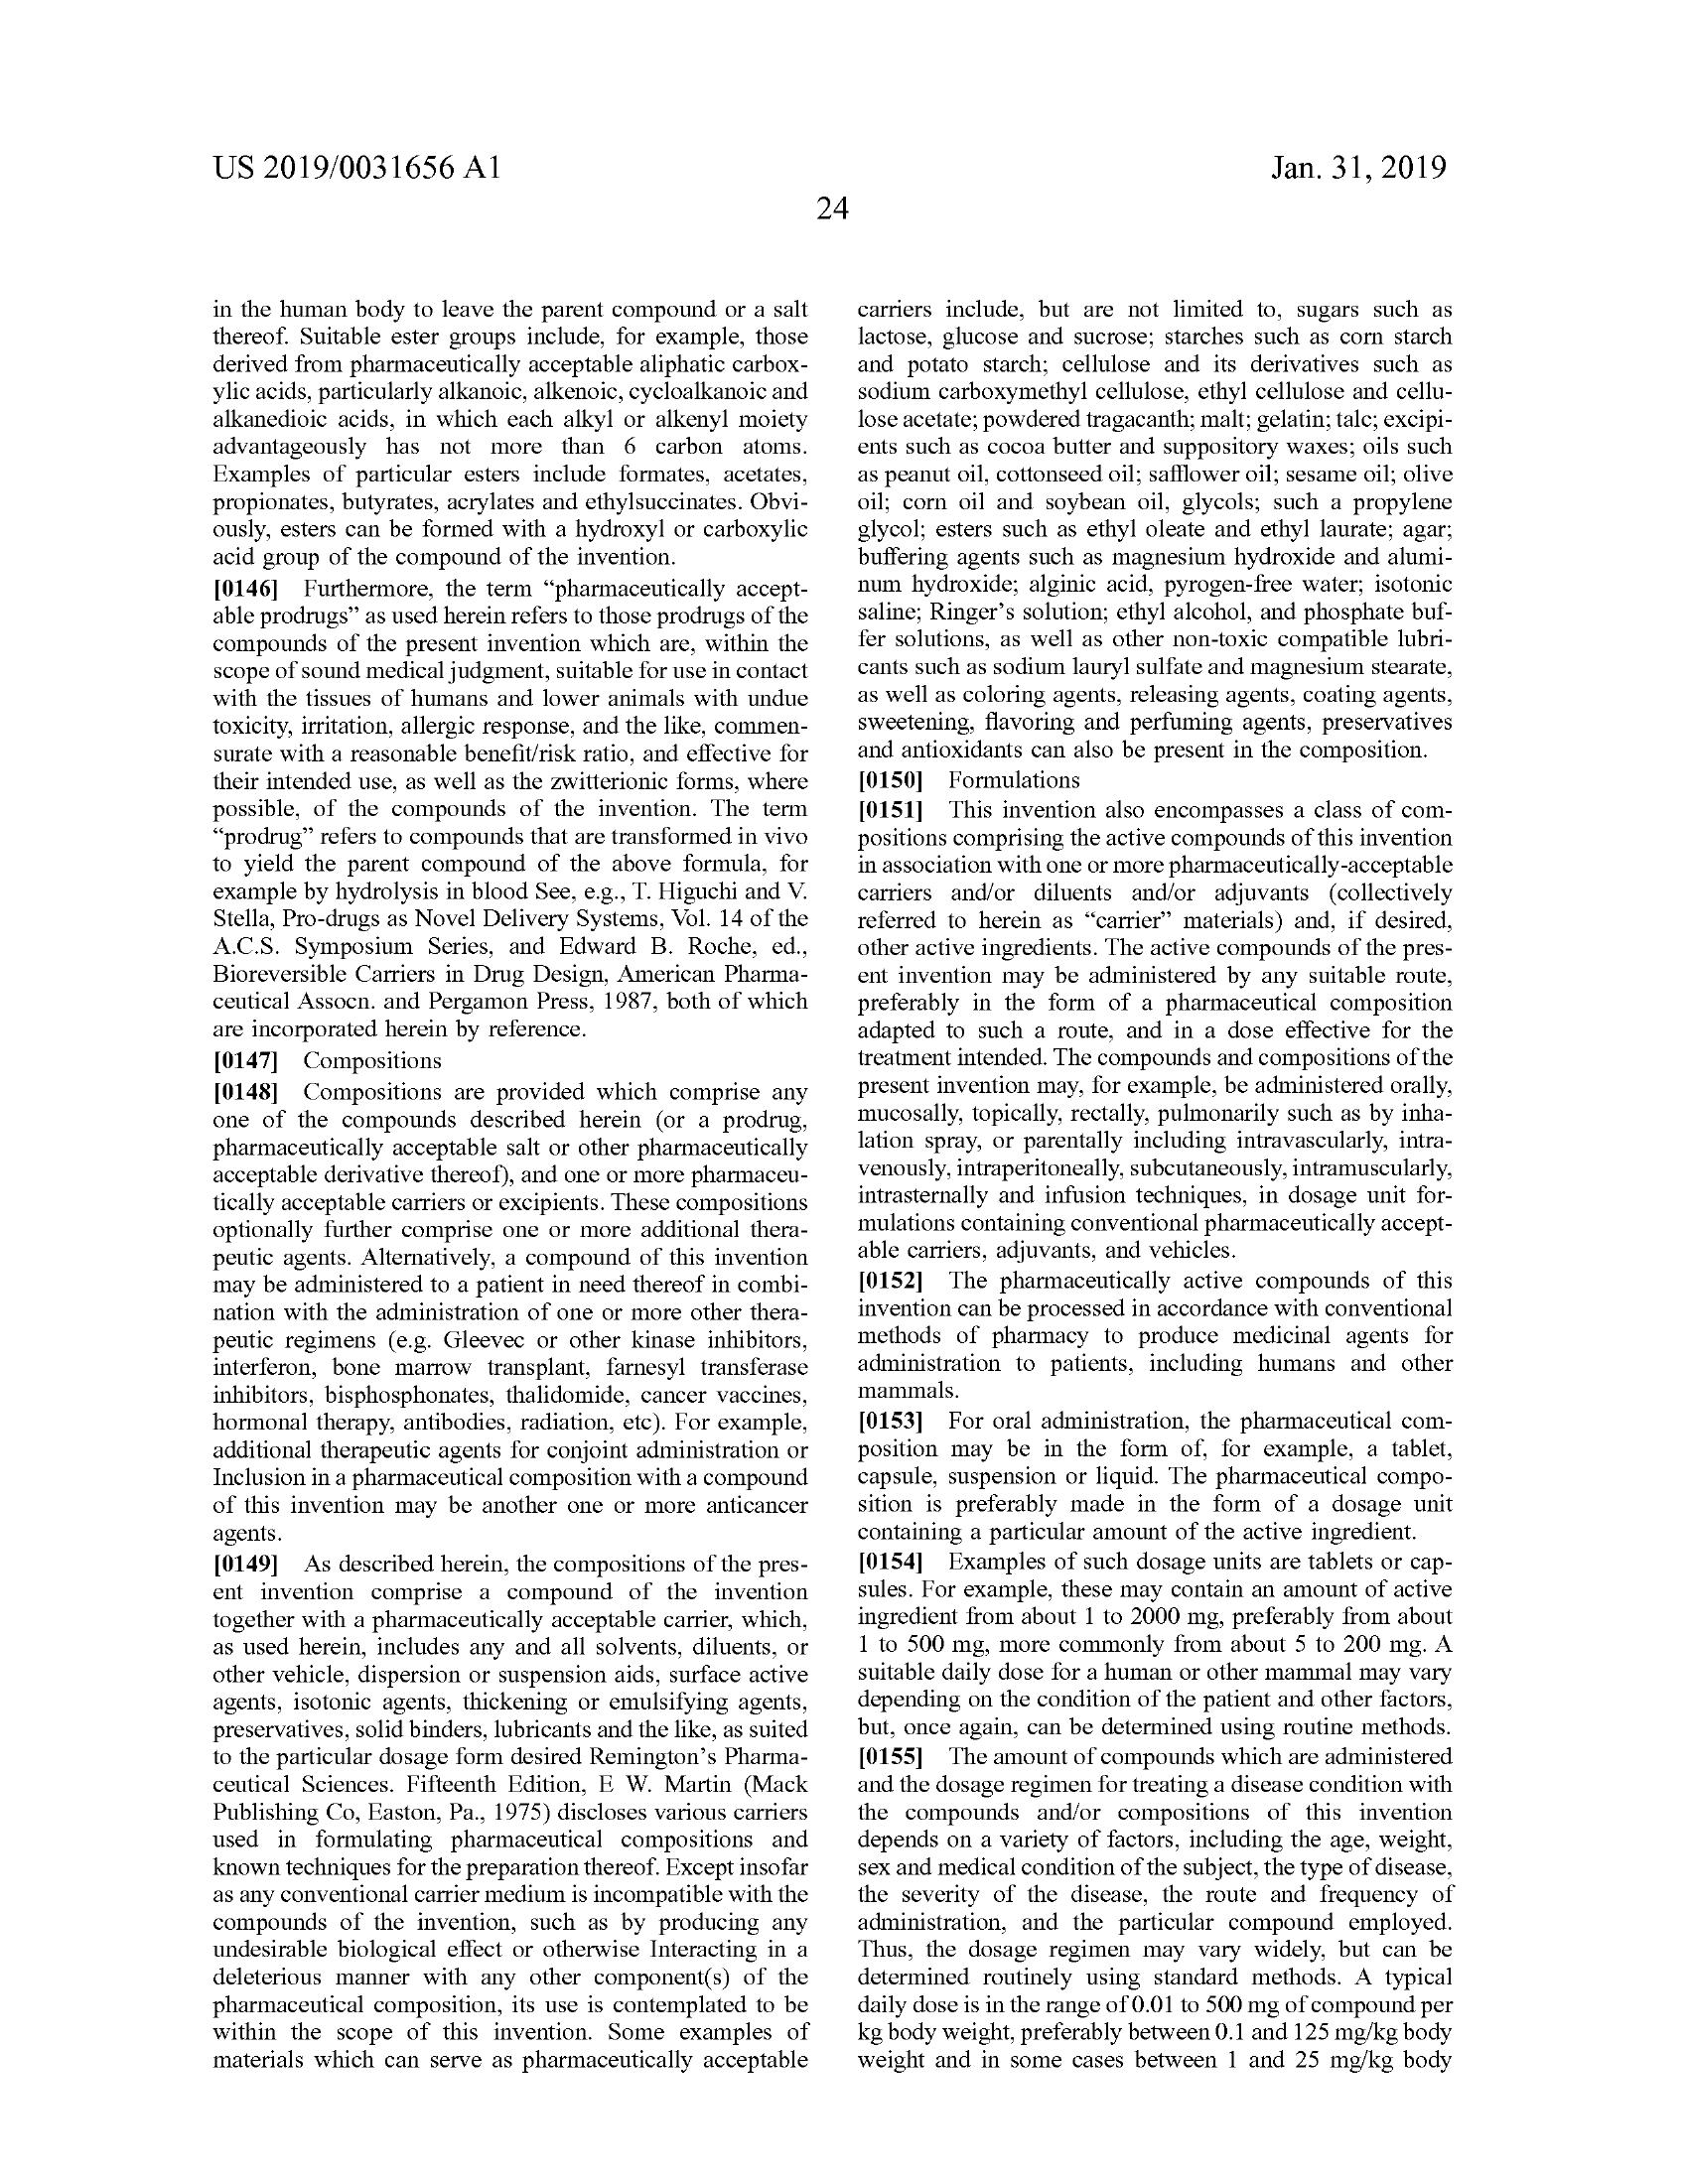 US 2019/0031656 A1
Jan. 31, 2019
24
in the human body to leave the parent compound or a salt
thereof. Suitable ester groups include, for example, those
derived from pharmaceutically acceptable aliphatic carbox-
ylic acids, particularly alkanoic, alkenoic, cycloalkanoic and
alkanedioic acids, in which each alkyl or alkenyl moiety
advantageously has not more than 6 carbon atoms.
Examples of particular esters include formates, acetates,
propionates, butyrates, acrylates and ethylsuccinates. Obvi-
ously, esters can be formed with a hydroxyl or carboxylic
acid group of the compound of the invention.
[0146] Furthermore, the term “pharmaceutically accept-
able prodrugs” as used herein refers to those prodrugs of the
compounds of the present invention which are, within the
scope of sound medical judgment, suitable for use in contact
with the tissues of humans and lower animals with undue
toxicity, irritation, allergic response, and the like, commen-
surate with a reasonable benefit/risk ratio, and effective for
their intended use, as well as the zwitterionic forms, where
possible, of the compounds of the invention. The term
“prodrug” refers to compounds that are transformed in vivo
to yield the parent compound of the above formula, for
example by hydrolysis in blood See, e.g., T. Higuchi and V.
Stella, Pro-drugs as Novel Delivery Systems, Vol. 14 of the
A.C.S. Symposium Series, and Edward B. Roche, ed.,
Bioreversible Carriers in Drug Design, American Pharma-
ceutical Assocn. and Pergamon Press, 1987, both of which
are incorporated herein by reference.
[0147] Compositions
[0148] Compositions are provided which comprise any
one of the compounds described herein (or a prodrug,
pharmaceutically acceptable salt or other pharmaceutically
acceptable derivative thereof), and one or more pharmaceu-
tically acceptable carriers or excipients. These compositions
optionally further comprise one or more additional thera-
peutic agents. Alternatively, a compound of this invention
may be administered to a patient in need thereof in combi-
nation with the administration of one or more other thera-
peutic regimens (e.g. Gleevec or other kinase inhibitors,
interferon, bone marrow transplant, farnesyl transferase
inhibitors, bisphosphonates, thalidomide, cancer vaccines,
hormonal therapy, antibodies, radiation, etc). For example,
additional therapeutic agents for conjoint administration or
Inclusion in a pharmaceutical composition with a compound
of this invention may be another one or more anticancer
agents.
[0149] As described herein, the compositions of the pres-
ent invention comprise a compound of the invention
together with a pharmaceutically acceptable carrier, which,
as used herein, includes any and all solvents, diluents, or
other vehicle, dispersion or suspension aids, surface active
agents, isotonic agents, thickening or emulsifying agents,
preservatives, solid binders, lubricants and the like, as suited
to the particular dosage form desired Remington’s Pharma-
ceutical Sciences. Fifteenth Edition, E W. Martin (Mack
Publishing Co, Easton, Pa., 1975) discloses various carriers
used in formulating pharmaceutical compositions and
known techniques for the preparation thereof. Except insofar
as any conventional carrier medium is incompatible with the
compounds of the invention, such as by producing any
undesirable biological effect or otherwise Interacting in a
deleterious manner with any other component(s) of the
pharmaceutical composition, its use is contemplated to be
within the scope of this invention. Some examples of
materials which can serve as pharmaceutically acceptable
carriers include, but are not limited to, sugars such as
lactose, glucose and sucrose; starches such as corn starch
and potato starch; cellulose and its derivatives such as
sodium carboxymethyl cellulose, ethyl cellulose and cellu-
lose acetate; powdered tragacanth; malt; gelatin; talc; excipi-
ents such as cocoa butter and suppository waxes; oils such
as peanut oil, cottonseed oil; safflower oil; sesame oil; olive
oil; corn oil and soybean oil, glycols; such a propylene
glycol; esters such as ethyl oleate and ethyl laurate; agar;
buffering agents such as magnesium hydroxide and alumi-
num hydroxide; alginic acid, pyrogen-free water; isotonic
saline; Ringer’s solution; ethyl alcohol, and phosphate buf-
fer solutions, as well as other non-toxic compatible lubri-
cants such as sodium lauryl sulfate and magnesium stearate,
as well as coloring agents, releasing agents, coating agents,
sweetening, flavoring and perfuming agents, preservatives
and antioxidants can also be present in the composition.
[0150] Formulations
[0151] This invention also encompasses a class of com-
positions comprising the active compounds of this invention
in association with one or more pharmaceutically-acceptable
carriers and/or diluents and/or adjuvants (collectively
referred to herein as “carrier” materials) and, if desired,
other active ingredients. The active compounds of the pres-
ent invention may be administered by any suitable route,
preferably in the form of a pharmaceutical composition
adapted to such a route, and in a dose effective for the
treatment intended. The compounds and compositions of the
present invention may, for example, be administered orally,
mucosally, topically, rectally, pulmonarily such as by inha-
lation spray, or parentally including intravascularly, intra-
venously, intraperitoneally, subcutaneously, intramuscularly,
intrasternally and infusion techniques, in dosage unit for-
mulations containing conventional pharmaceutically accept-
able carriers, adjuvants, and vehicles.
[0152] The pharmaceutically active compounds of this
invention can be processed in accordance with conventional
methods of pharmacy to produce medicinal agents for
administration to patients, including humans and other
mammals.
[0153] For oral administration, the pharmaceutical com-
position may be in the form of, for example, a tablet,
capsule, suspension or liquid. The pharmaceutical compo-
sition is preferably made in the form of a dosage unit
containing a particular amount of the active ingredient.
[0154] Examples of such dosage units are tablets or cap-
sules. For example, these may contain an amount of active
ingredient from about 1 to 2000 mg, preferably from about
1 to 500 mg, more commonly from about 5 to 200 mg. A
suitable daily dose for a human or other mammal may vary
depending on the condition of the patient and other factors,
but, once again, can be determined using routine methods.
[0155] The amount of compounds which are administered
and the dosage regimen for treating a disease condition with
the compounds and/or compositions of this invention
depends on a variety of factors, including the age, weight,
sex and medical condition of the subject, the type of disease,
the severity of the disease, the route and frequency of
administration, and the particular compound employed.
Thus, the dosage regimen may vary widely, but can be
determined routinely using standard methods. A typical
daily dose is in the range of 0.01 to 500 mg of compound per
kg body weight, preferably between 0.1 and 125 mg/kg body
weight and in some cases between 1 and 25 mg/kg body